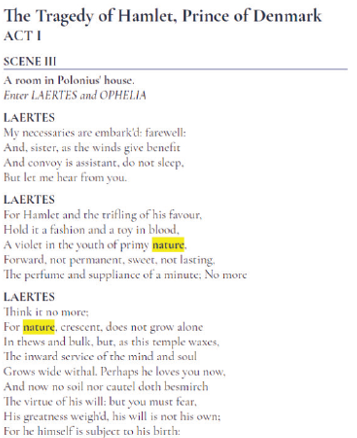 The Tragedy of Hamlet, Prince of Denmark
ACT I
SCENE III
A room in Polonius' house.
Enter LAERTES and OPHELIA
LAERTES
My necessaries are embark'd: farewell:
And, sister, as the winds give benefit
And convoy is assistant, do not sleep,
But let me hear from you.
LAERTES
For Hamlet and the trifling of his favour,
Hold it a fashion and a toy in blood,
A violet in the youth of primy nature,
Forward, not permanent, sweet, not lasting,
The perfume and suppliance of a minute; No more
LAERTES
Think it no more;
For nature, crescent, does not grow alone
In thews and bulk, but, as this temple waxes,
The inward service of the mind and soul
Grows wide withal. Perhaps he loves you now,
And now no soil nor cautel doth besmirch
The virtue of his will: but you must fear,
His greatness weigh'd, his will is not his own;
For he himself is subject to his birth: